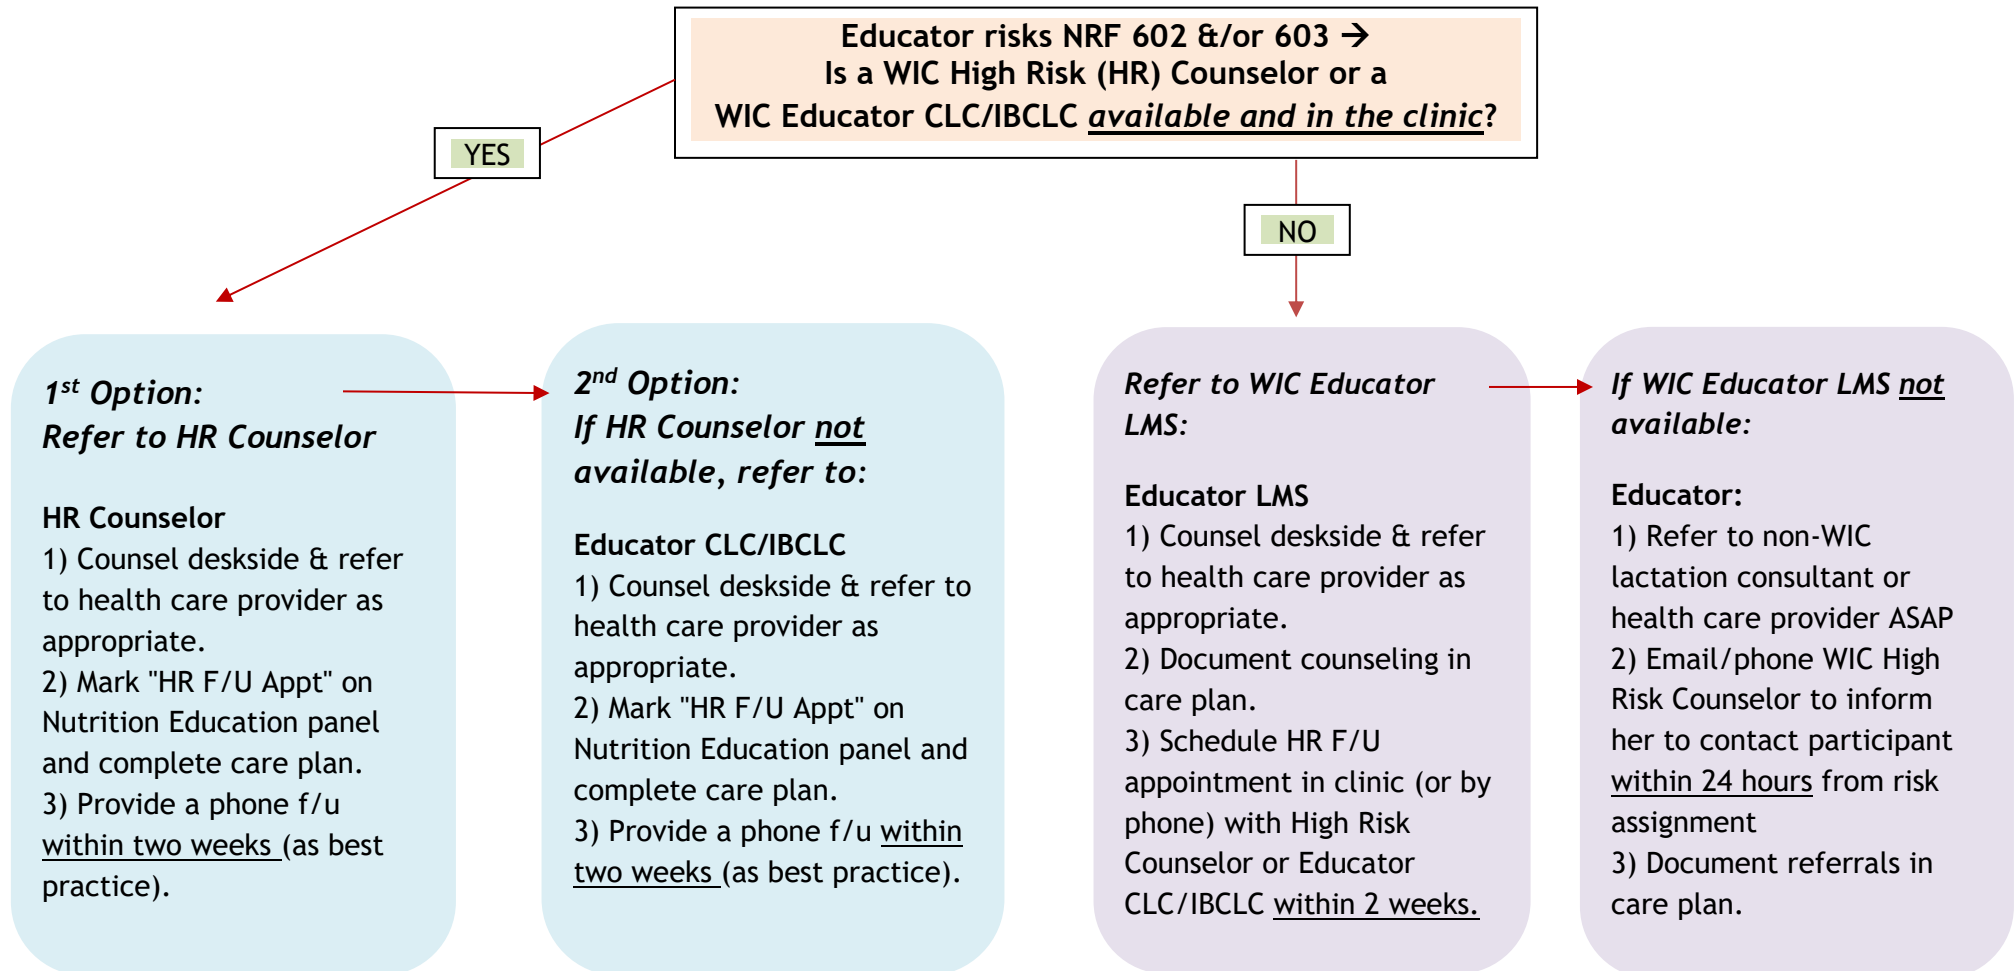 Educator risks NRF 602 &/or 603 →
Is a WIC High Risk (HR) Counselor or a
WIC Educator CLC/IBCLC available and in the clinic?
YES
NO
1st Option:
Refer to HR Counselor
HR Counselor
1) Counsel deskside & refer
to health care provider as
appropriate.
2) Mark "HR F/U Appt" on
Nutrition Education panel
and complete care plan.
3) Provide a phone f/u
within two weeks (as best
practice).
2nd Option:
If HR Counselor not
available, refer to:
Educator CLC/IBCLC
1) Counsel deskside & refer to
health care provider as
appropriate.
2) Mark "HR F/U Appt" on
Nutrition Education panel and
complete care plan.
3) Provide a phone f/u within
two weeks (as best practice).
Refer to WIC Educator
LMS:
Educator LMS
1) Counsel deskside & refer
to health care provider as
appropriate.
2) Document counseling in
care plan.
3) Schedule HR F/U
appointment in clinic (or by
phone) with High Risk
Counselor or Educator
CLC/IBCLC within 2 weeks.
If WIC Educator LMS not
available:
Educator:
1) Refer to non-WIC
lactation consultant or
health care provider ASAP
2) Email/phone WIC High
Risk Counselor to inform
her to contact participant
within 24 hours from risk
assignment
3) Document referrals in
care plan.